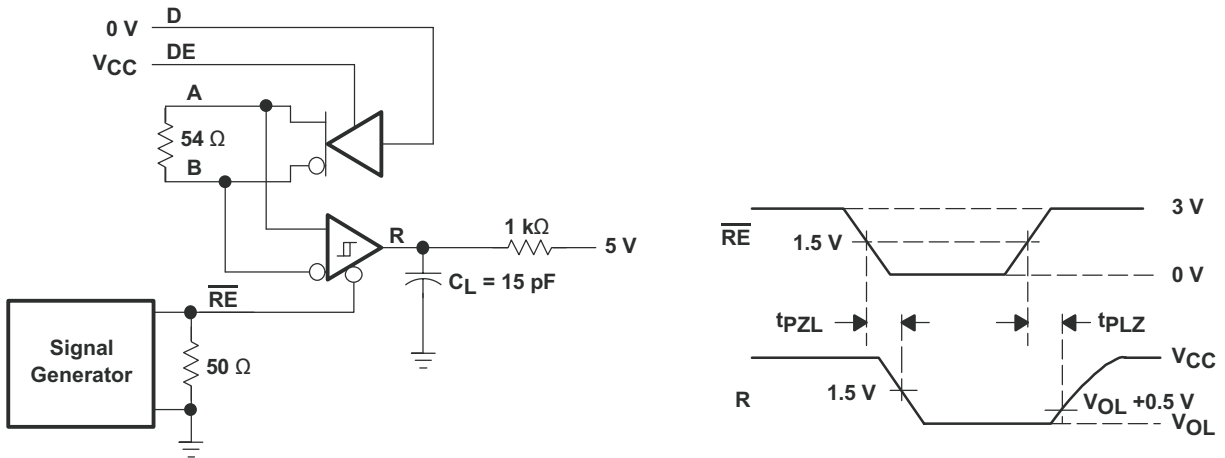 0 V D
VCC DE
A
54 Ω
B
R
1 kΩ
5 V
CL = 15 pF
RE
Signal
Generator
50 Ω
3 V
RE
1.5 V
0 V
tPZL
tPLZ
VCC
R
1.5 V
VOL +0.5 V
VOL